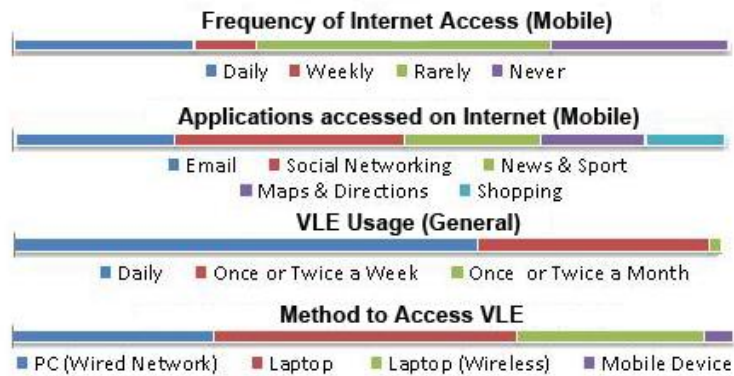 Frequency of Internet Access (Mobile)
Daily Weekly Rarely Never
Applications accessed on Internet (Mobile)
Email Social Networking News & Sport
Maps & Directions Shopping
VLE Usage (General)
Daily Once or Twice a Week Once or Twice a Month
Method to Access VLE
PC (Wired Network) Laptop Laptop (Wireless) Mobile Device